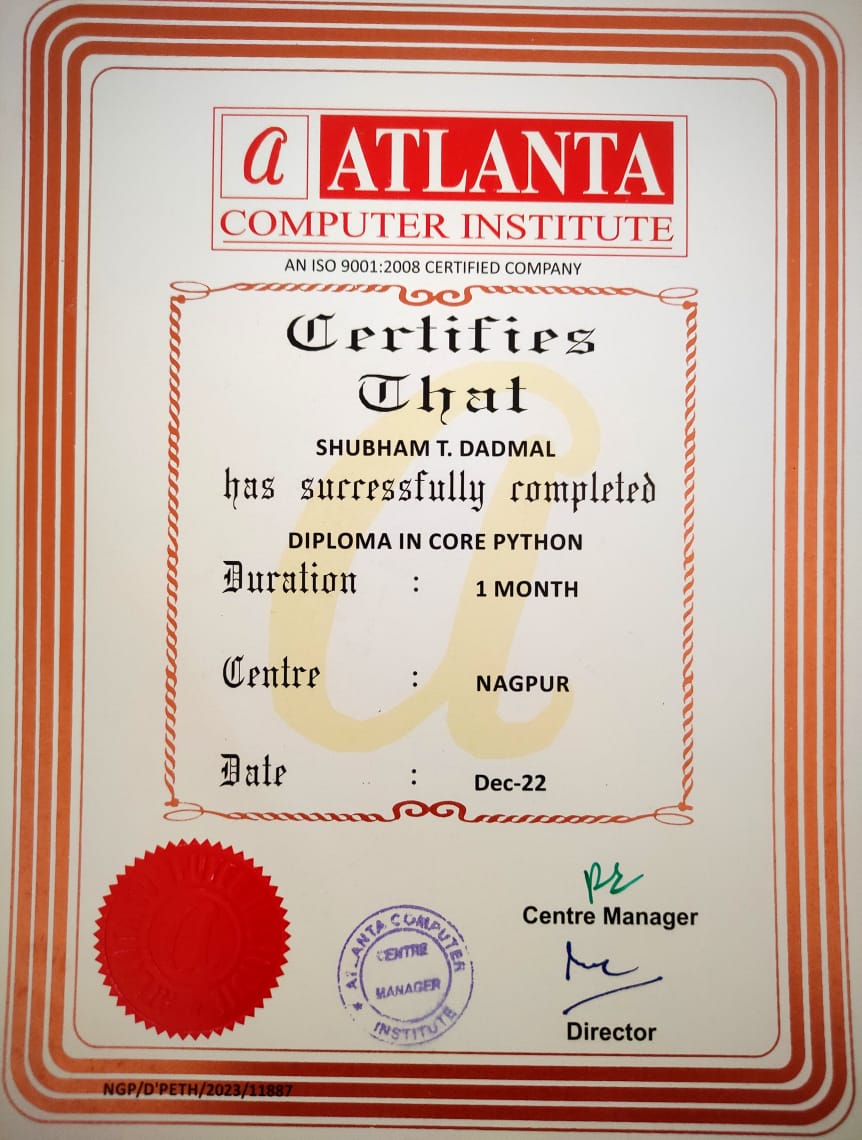 a ATLANTA
COMPUTER INSTITUTE
AN ISO 9001:2008 CERTIFIED COMPANY
Certifies
That
SHUBHAM T. DADMAL
has successfully completed
DIPLOMA IN CORE PYTHON
Duration : 1 MONTH
Centre : NAGPUR
Date : Dec-22
Centre Manager
ATLANTA COMPUTER
CENTRE
MANAGER
INSTITUTE
Director
NGP/D'PETH/2023/11887